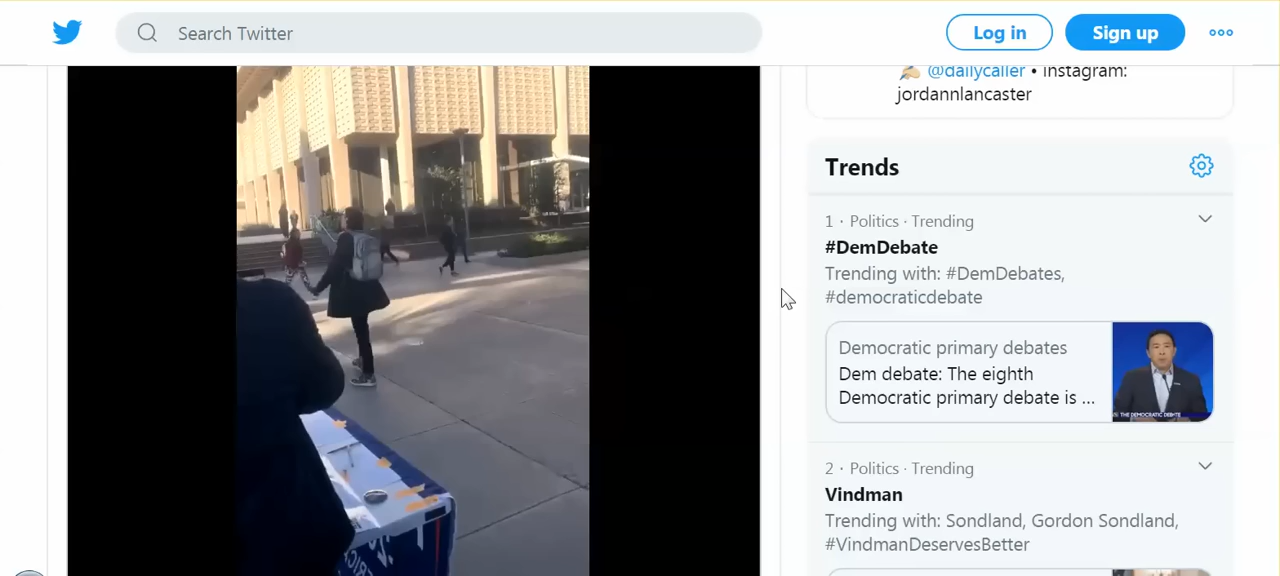 Search Twitter
Log in
Sign up
@dailycaller • instagram:
jordannlancaster
Trends
1 · Politics · Trending
#DemDebate
Trending with: #DemDebates,
#democraticdebate
Democratic primary debates
Dem debate: The eighth
Democratic primary debate is ...
THE DEMOCRATIC DEBATE
2 · Politics · Trending
Vindman
Trending with: Sondland, Gordon Sondland,
#VindmanDeservesBetter